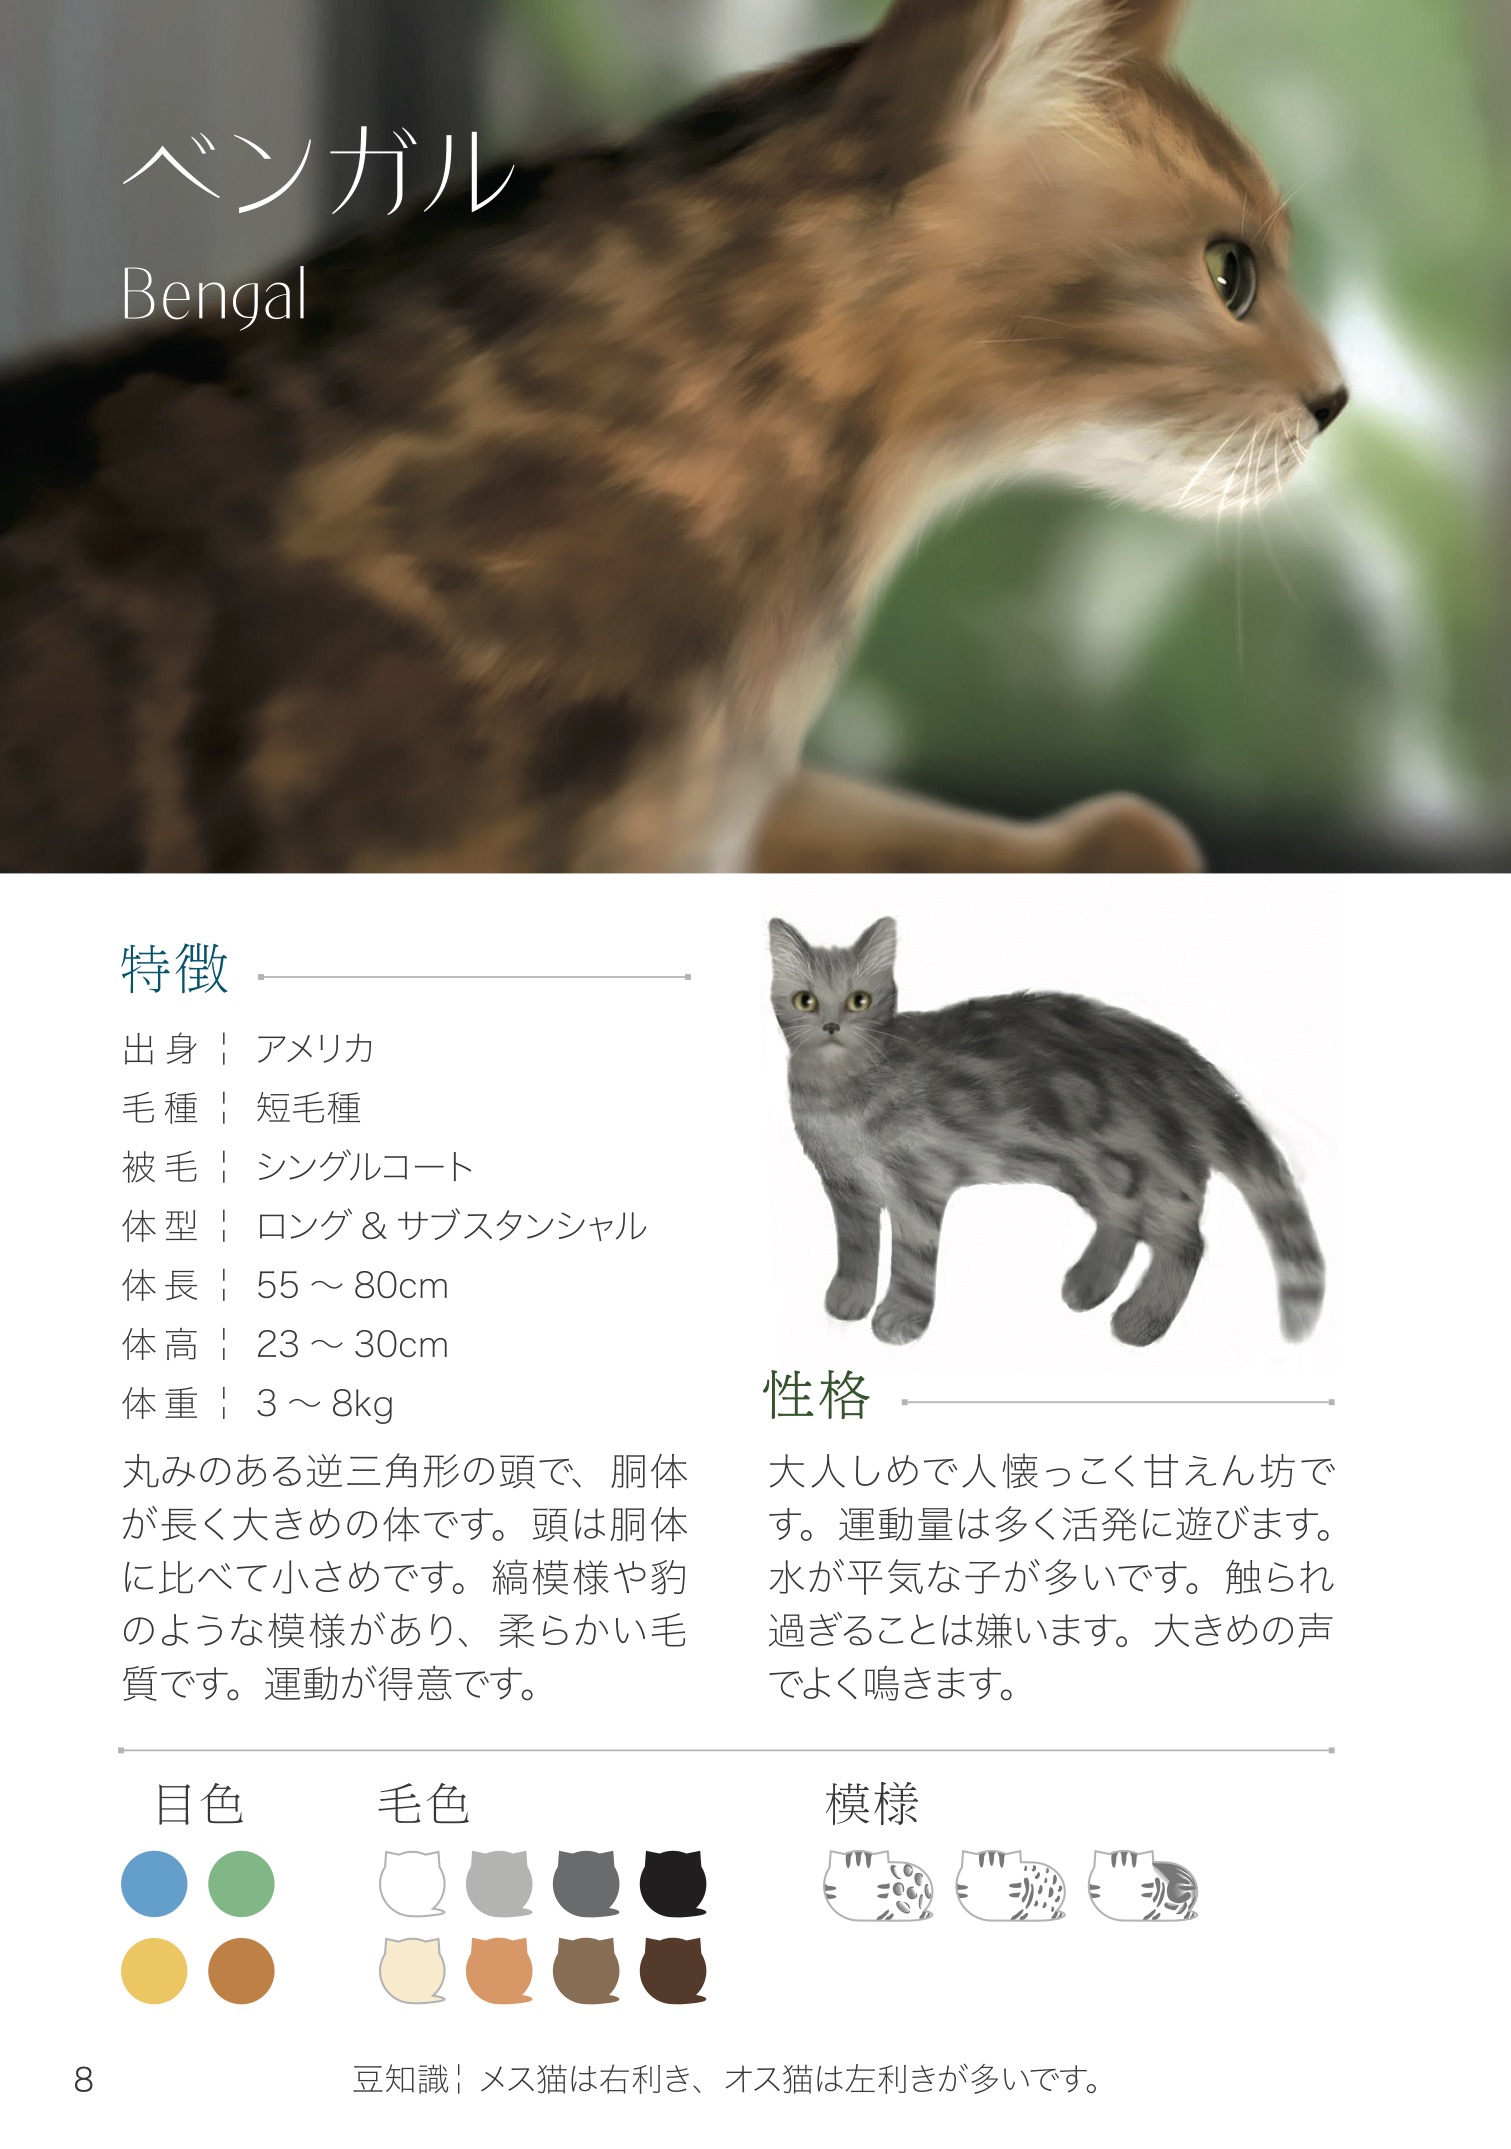 ベンガル
Bengal
特徴
出身¦ アメリカ
毛種¦ 短毛種
被毛¦ シングルコート
体型¦ ロング & サブスタンシャル
体長¦ 55 〜 80cm
体高¦ 23 〜 30cm
体重¦ 3 〜 8kg
丸みのある逆三角形の頭で、胴体
が長く大きめの体です。頭は胴体
に比べて小さめです。縞模様や豹
のような模様があり、柔らかい毛
質です。運動が得意です。
性格
大人しめで人懐っこく甘えん坊で
す。運動量は多く活発に遊びます。
水が平気な子が多いです。触られ
過ぎることは嫌います。大きめの声
でよく鳴きます。
目色
毛色
模様
8
豆知識¦ メス猫は右利き、オス猫は左利きが多いです。